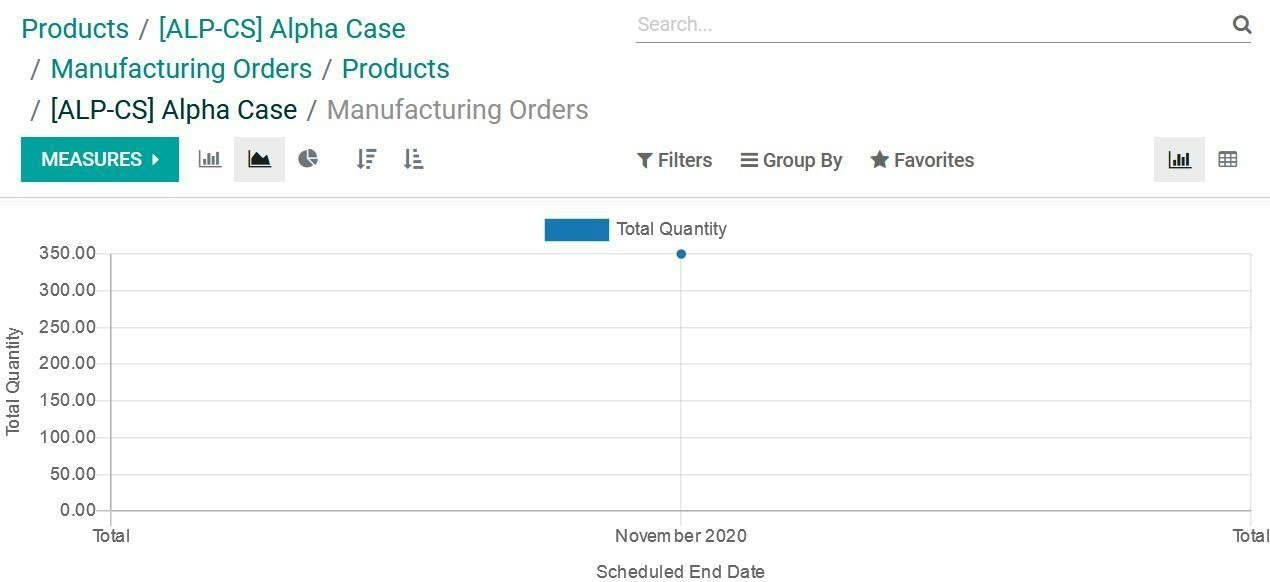 Products / [ALP-CS] Alpha Case
/ Manufacturing Orders / Products
/ [ALP-CS] Alpha Case / Manufacturing Orders
Search...
MEASURES
Filters
Group By
Favorites
Total Quantity
350.00
300.00
250.00
200.00
150.00
100.00
50.00
0.00
Total Quantity
Total
November 2020
Total
Scheduled End Date